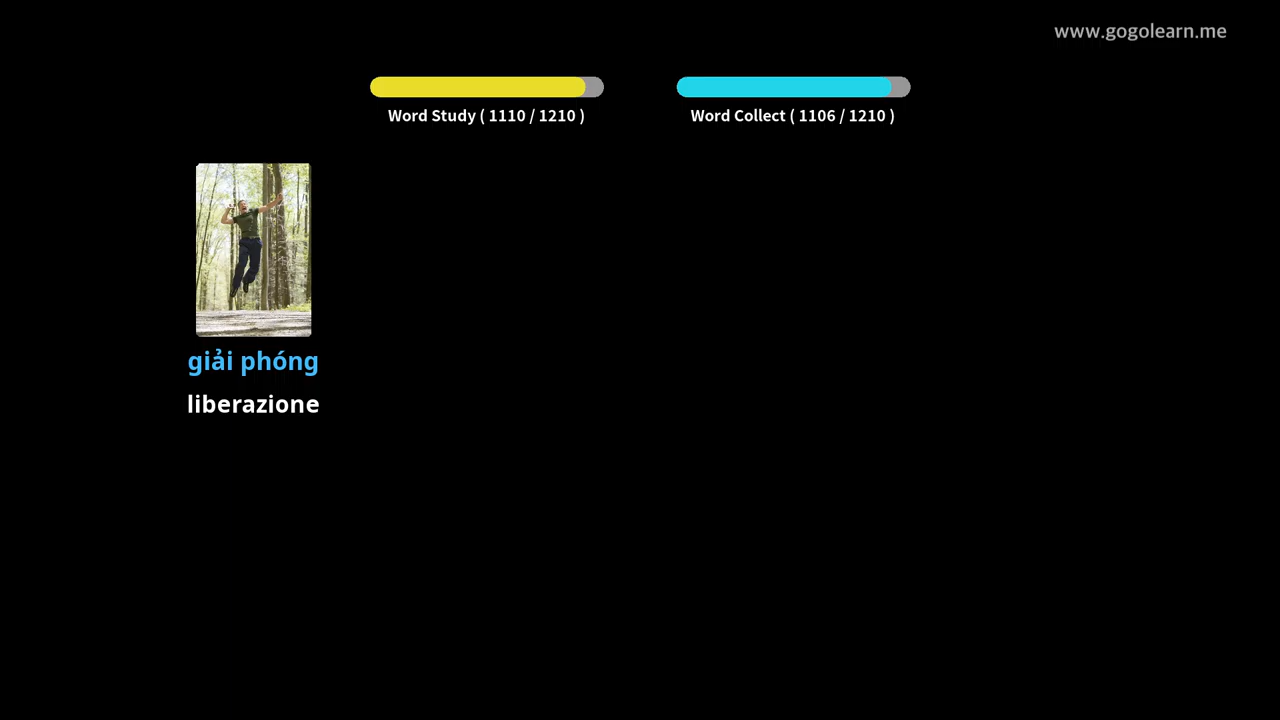 www.gogolearn.me
Word Study ( 1110 / 1210 )
Word Collect ( 1106 / 1210 )
giải phóng
liberazione